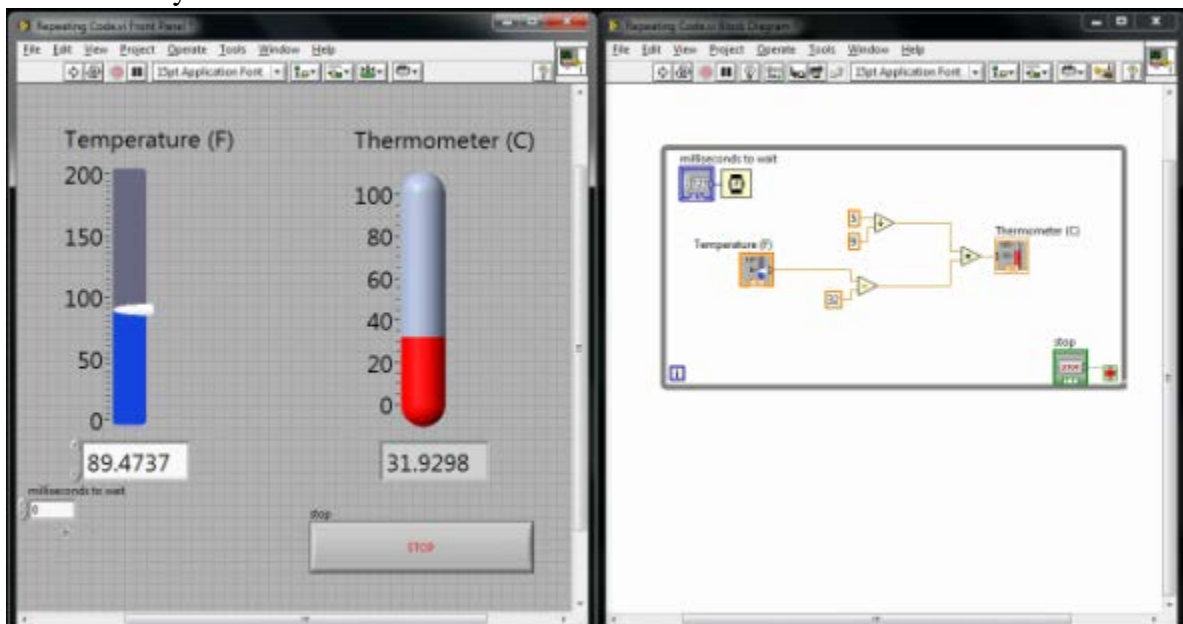 Repeating Code.vi Front Panel *
File Edit View Project Operate Tools Window Help
15pt Application Font
Temperature (F)
200
150
100
50
0
89.4737
milliseconds to wait
0
Thermometer (C)
100
80
60
40
20
0
31.9298
stop
STOP
Repeating Code.vi Block Diagram *
File Edit View Project Operate Tools Window Help
15pt Application Font
milliseconds to wait
Temperature (F)
5
9
32
Thermometer (C)
stop
i